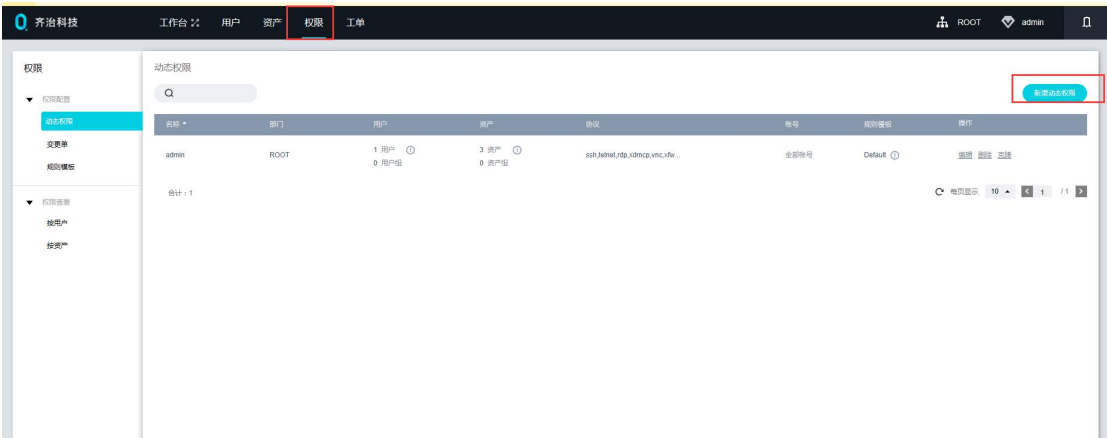 齐治科技 工作台 用户 资产 权限 工单 ROOT admin
权限
动态权限
权限配置
新增动态权限
动态权限
名称 部门 用户 资产 协议 帐号 规则模板 操作
变更单
admin ROOT 1 用户 3 资产 ssh,telnet,rdp,xdmcp,vnc,xfw... 全部帐号 Default 编辑 删除 克隆
0 用户组 0 资产组
规则模板
合计：1 每页显示 10 1 / 1
权限查看
按用户
按资产